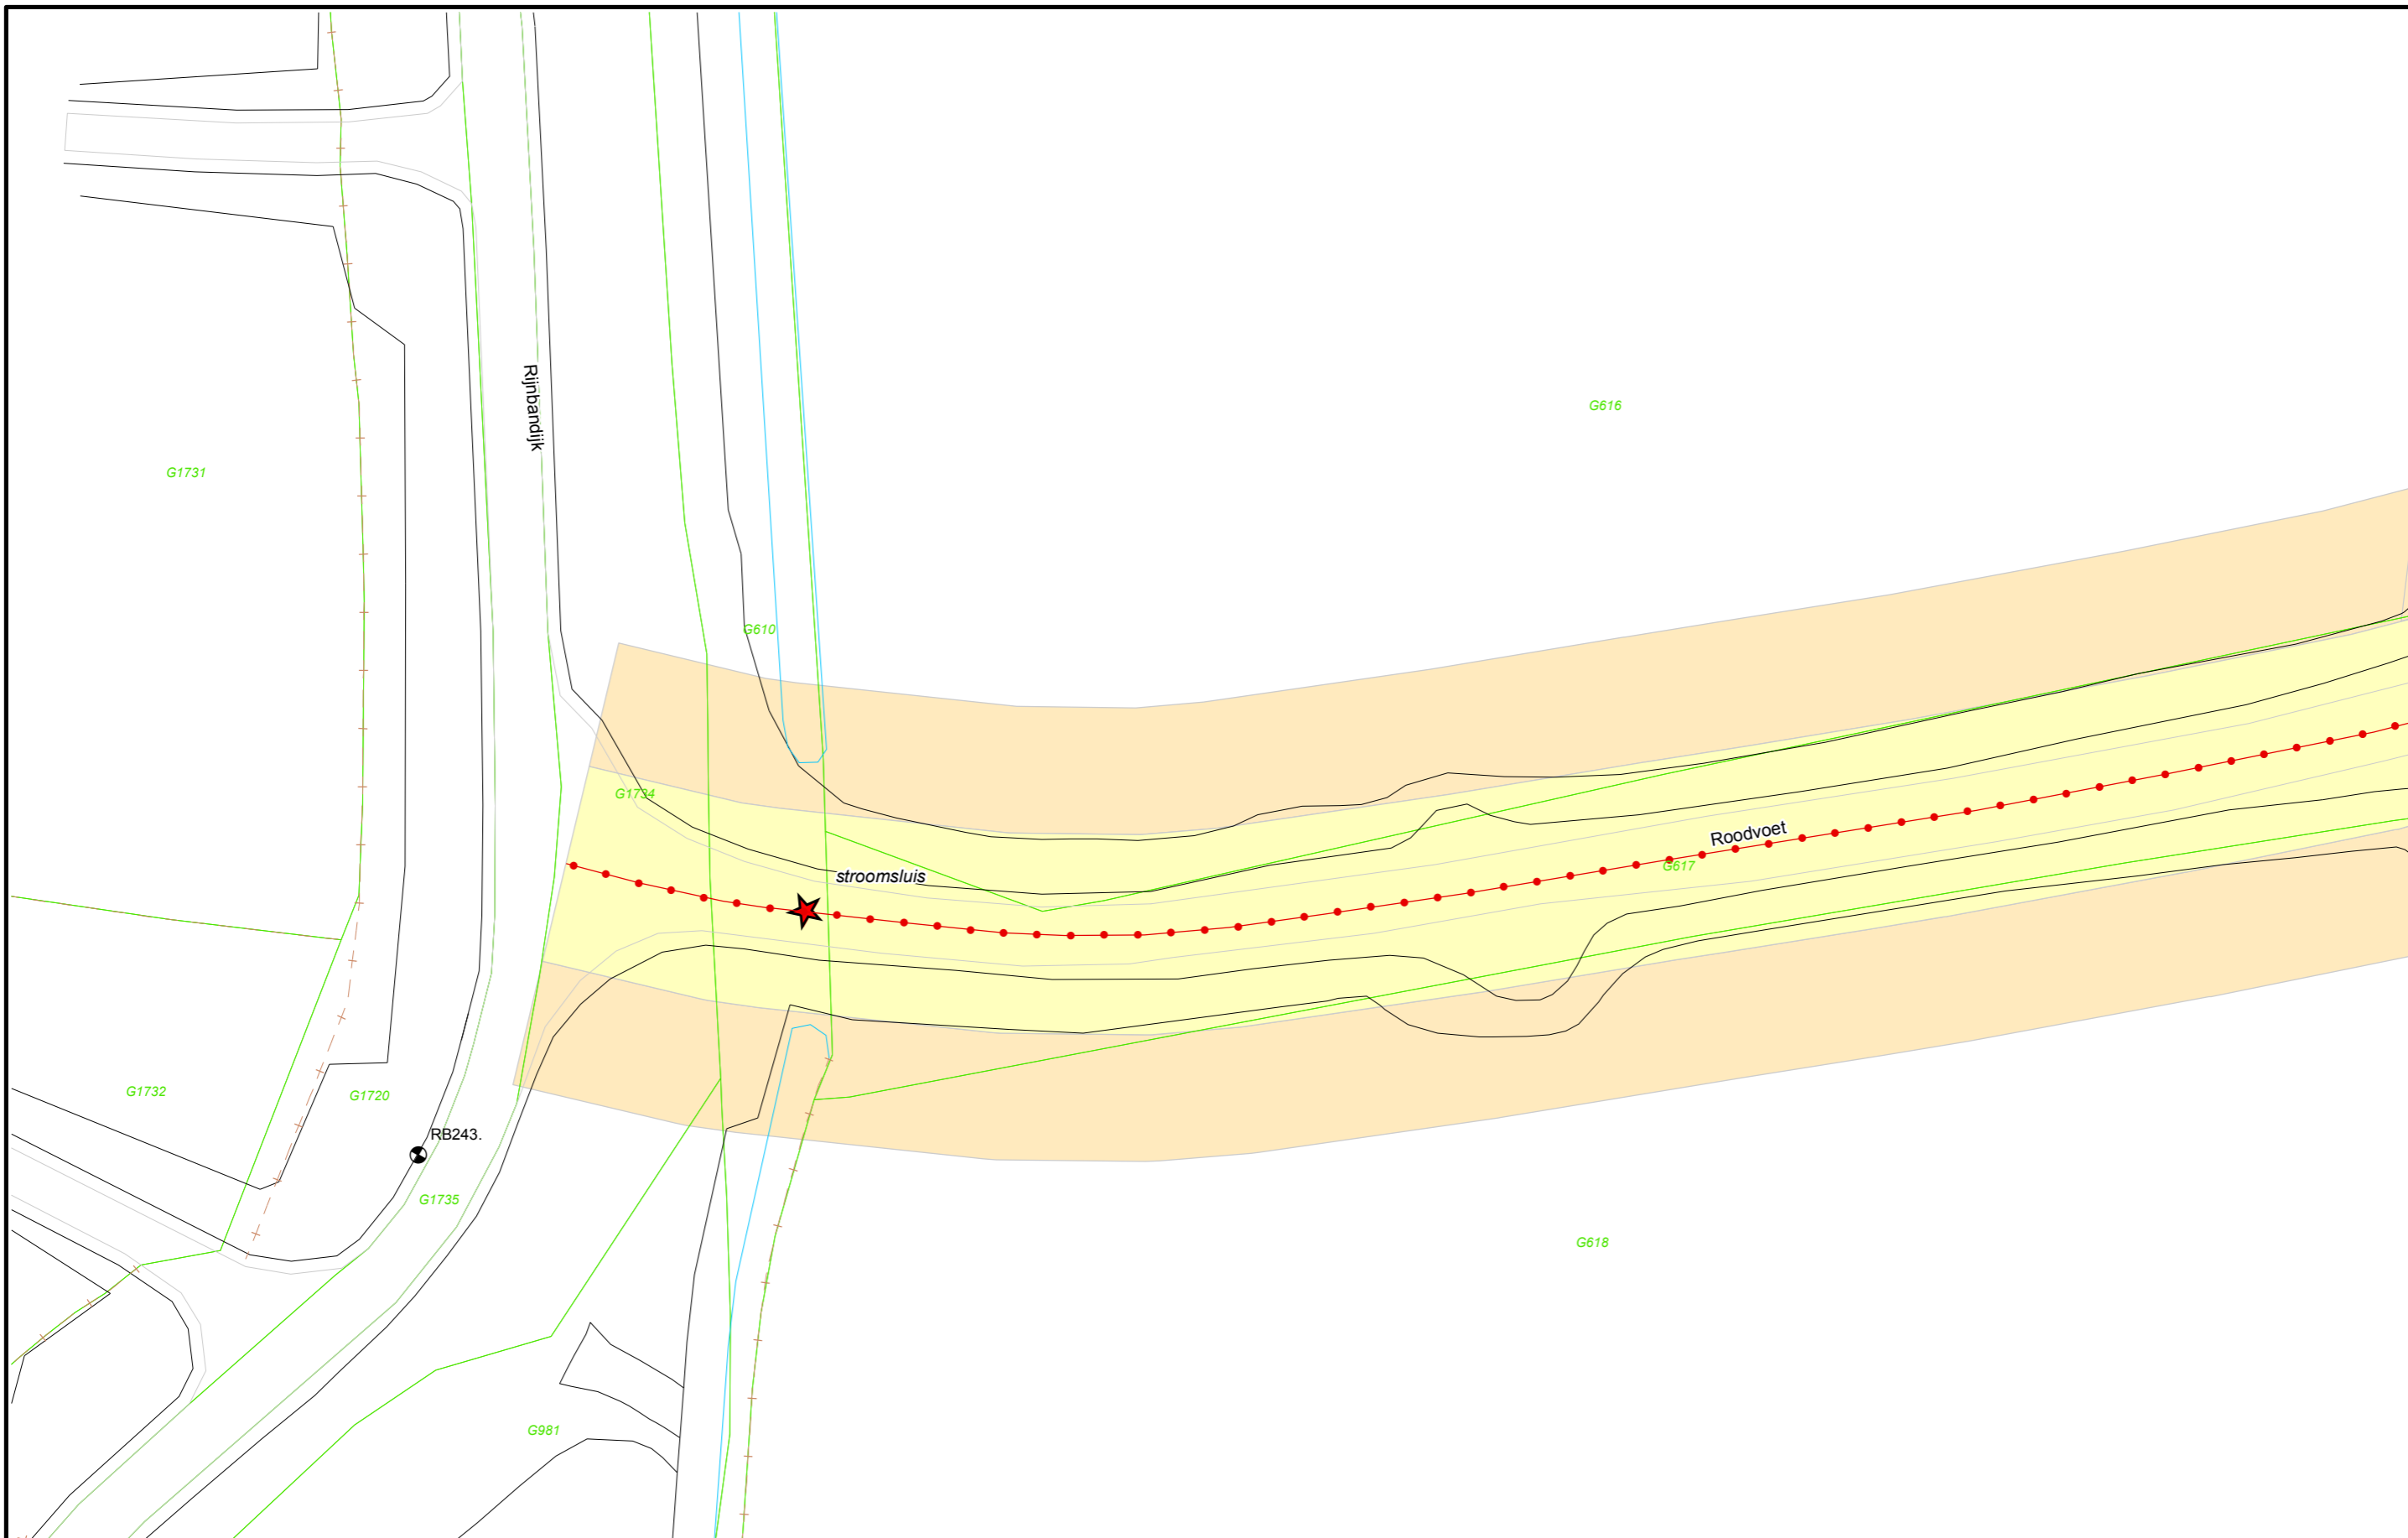 G616
Rijnbandijk
G1731
G610
G1734
Roodvoet
G617
stroomsluis
G1732
G1720
RB243.
G1735
G618
G981